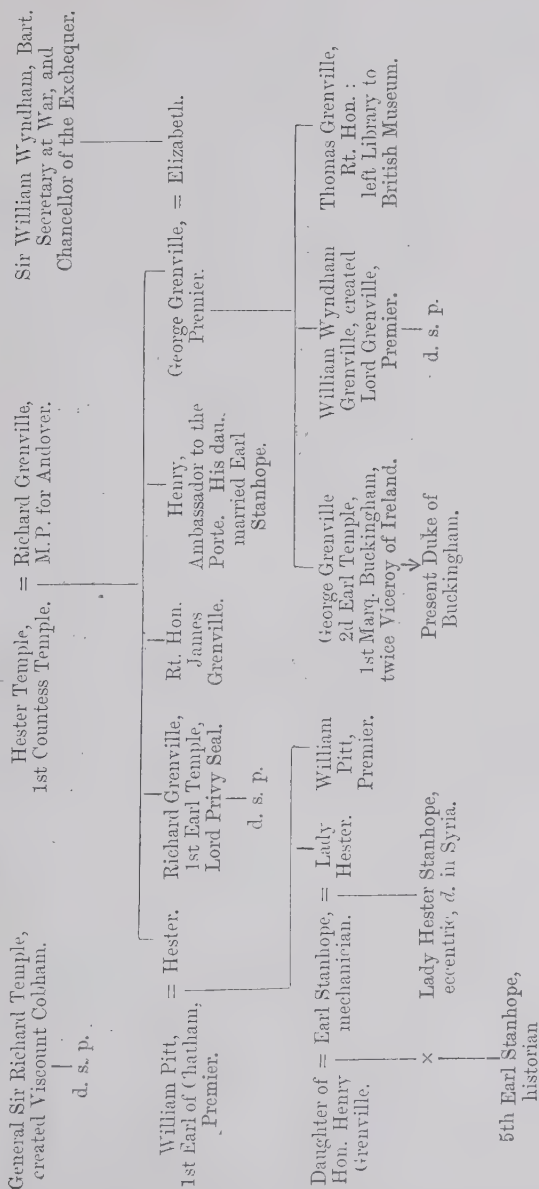 General Sir Richard Temple,
created Viscount Cobham.
d. s. p.
Hester Temple,
1st Countess Temple.
= Richard Grenville,
M.P. for Andover.
Sir William Wyndham, Bart.
Secretary at War, and
Chancellor of the Exchequer.
William Pitt,
1st Earl of Chatham,
Premier.
= Hester.
Richard Grenville,
1st Earl Temple,
Lord Privy Seal.
d. s. p.
Rt. Hon.
James
Grenville.
Henry,
Ambassador to the
Porte. His dau.
married Earl
Stanhope.
George Grenville,
Premier.
= Elizabeth.
Daughter of
Hon. Henry
Grenville.
= Earl Stanhope,
mechanician.
= Lady
Hester.
William
Pitt,
Premier.
George Grenville
2d Earl Temple,
1st Marq. Buckingham,
twice Viceroy of Ireland.
Present Duke of
Buckingham.
William Wyndham
Grenville, created
Lord Grenville,
Premier.
d. s. p.
Thomas Grenville,
Rt. Hon. :
left Library to
British Museum.
×
5th Earl Stanhope,
historian
Lady Hester Stanhope,
eccentric, d. in Syria.